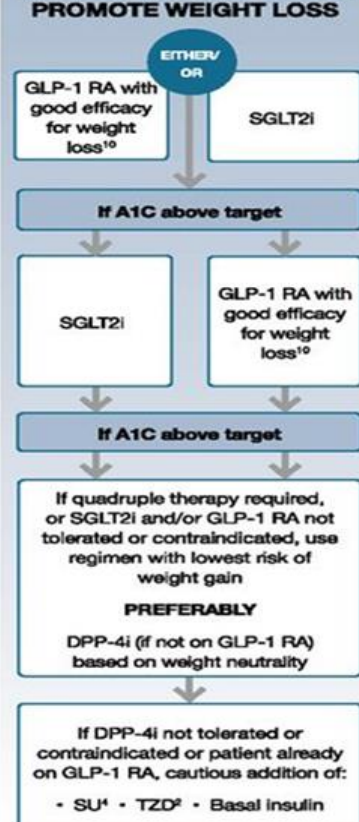 PROMOTE WEIGHT LOSS
EITHER/
OR
GLP-1 RA with
good efficacy
for weight
loss¹⁰
SGLT2i
If A1C above target
SGLT2i
GLP-1 RA with
good efficacy
for weight
loss¹⁰
If A1C above target
If quadruple therapy required,
or SGLT2i and/or GLP-1 RA not
tolerated or contraindicated, use
regimen with lowest risk of
weight gain
PREFERABLY
DPP-4i (if not on GLP-1 RA)
based on weight neutrality
If DPP-4i not tolerated or
contraindicated or patient already
on GLP-1 RA, cautious addition of:
• SU⁴ • TZD² • Basal insulin